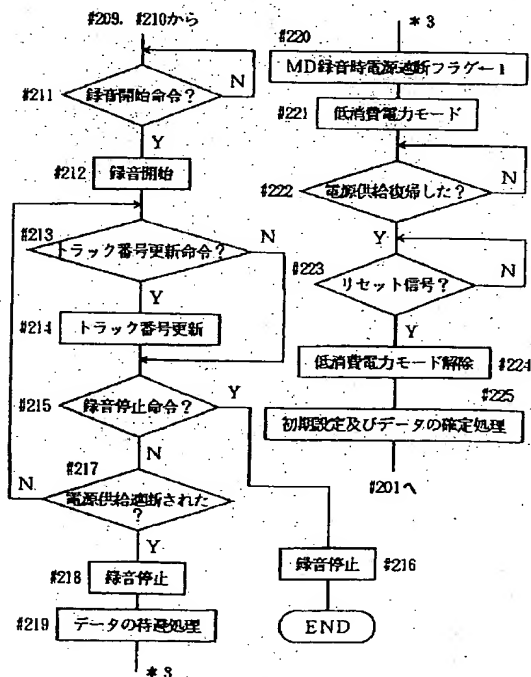 #209、#210から
N
#211
録音開始命令?
Y
#212
録音開始
#213
トラック番号更新命令?
N
Y
#214
トラック番号更新
#215
録音停止命令?
Y
N
#217
N
電源供給遮断された
?
Y
#218
録音停止
#219
データの待避処理
*3
録音停止
#216
END
*3
#220
MD録音時電源遮断フラグ←1
#221
低消費電力モード
#222
電源供給復帰した?
N
Y
#223
リセット信号?
N
Y
低消費電力モード解除
#224
#225
初期設定及びデータの確定処理
#201へ